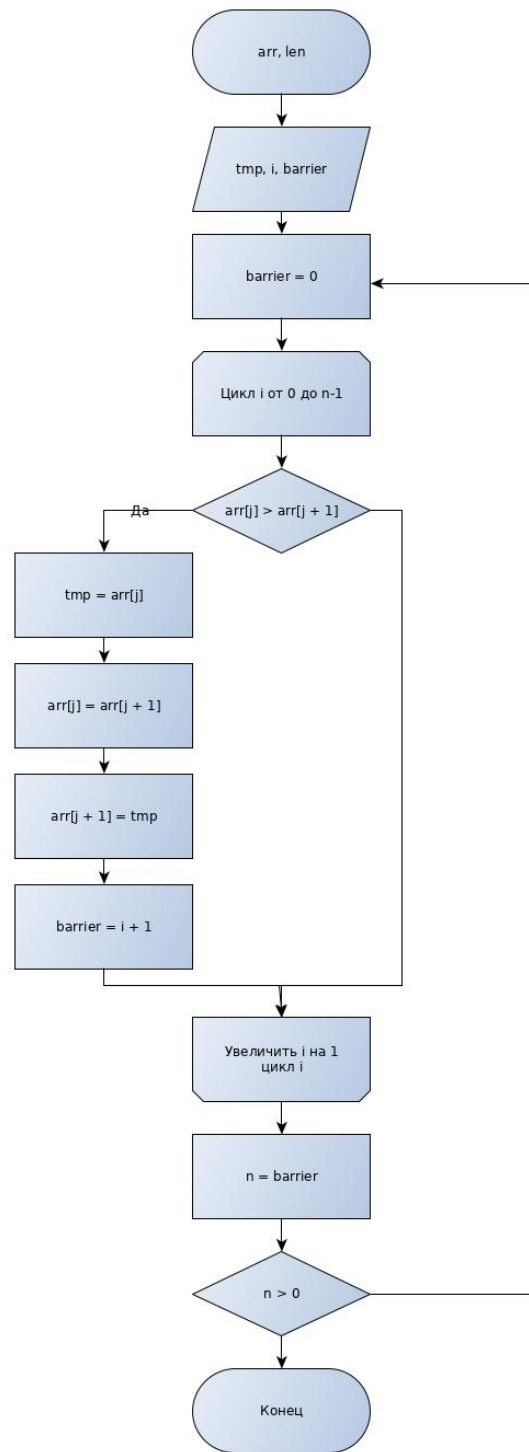 arr, len
tmp, i, barrier
barrier = 0
Цикл i от 0 до n-1
arr[j] > arr[j + 1]
Да
tmp = arr[j]
arr[j] = arr[j + 1]
arr[j + 1] = tmp
barrier = i + 1
Увеличить i на 1
цикл i
n = barrier
n > 0
Конец